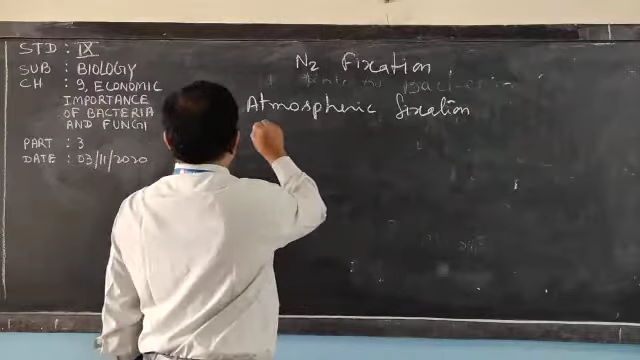 STD : IX
SUB : BIOLOGY
CH : 9, ECONOMIC
IMPORTANCE
OF BACTERIA
AND FUNGI
PART : 3
DATE : 03/11/2020
N2 Fixation
Atmospheric fixation